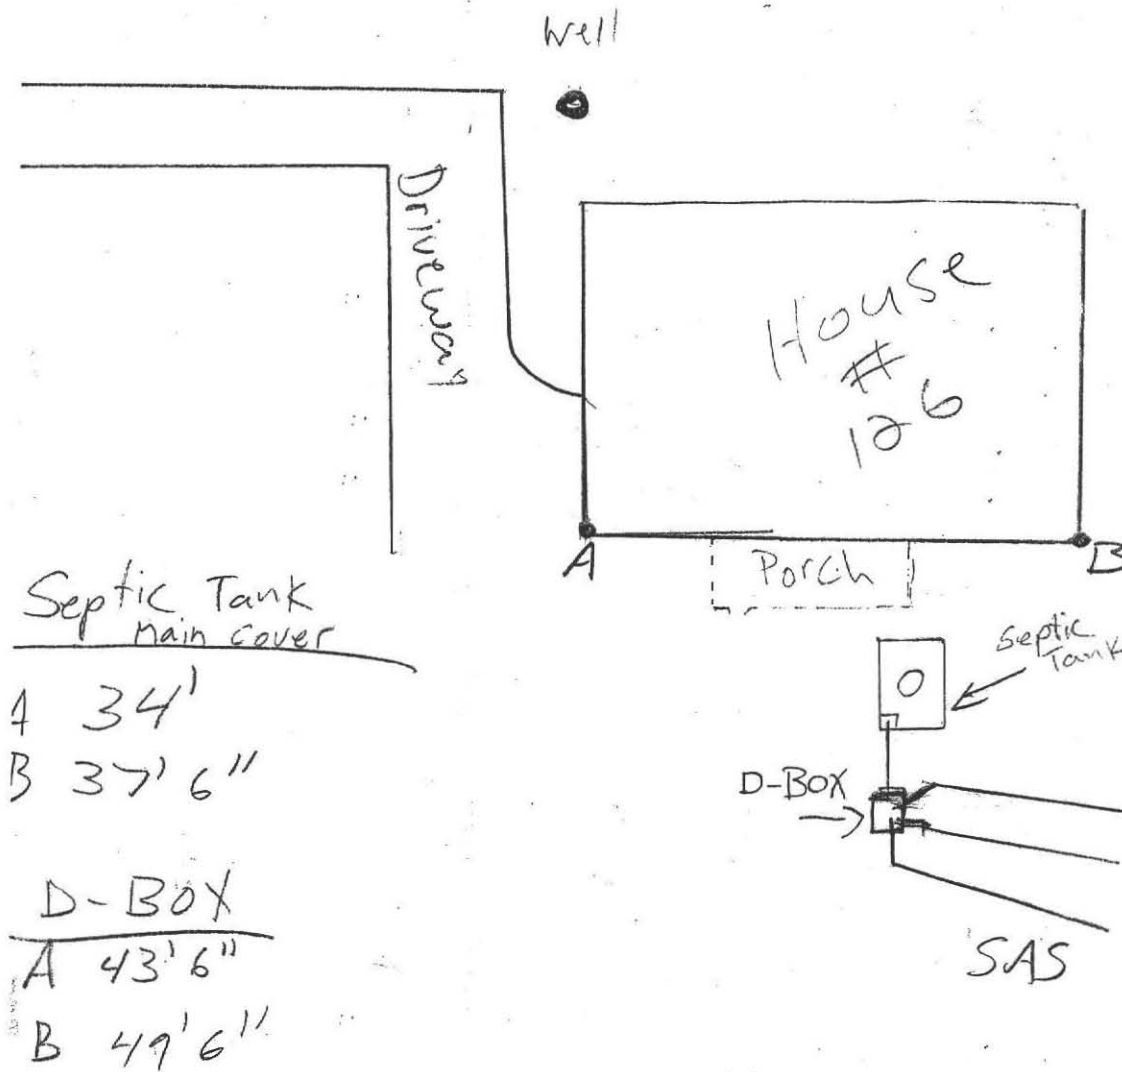 Well
Driveway
House
#
126
A
B
Porch
Septic Tank
Main Cover
A 34'
B 37' 6"
Septic
Tank
D-BOX
D-BOX
A 43' 6"
B 49' 6"
SAS